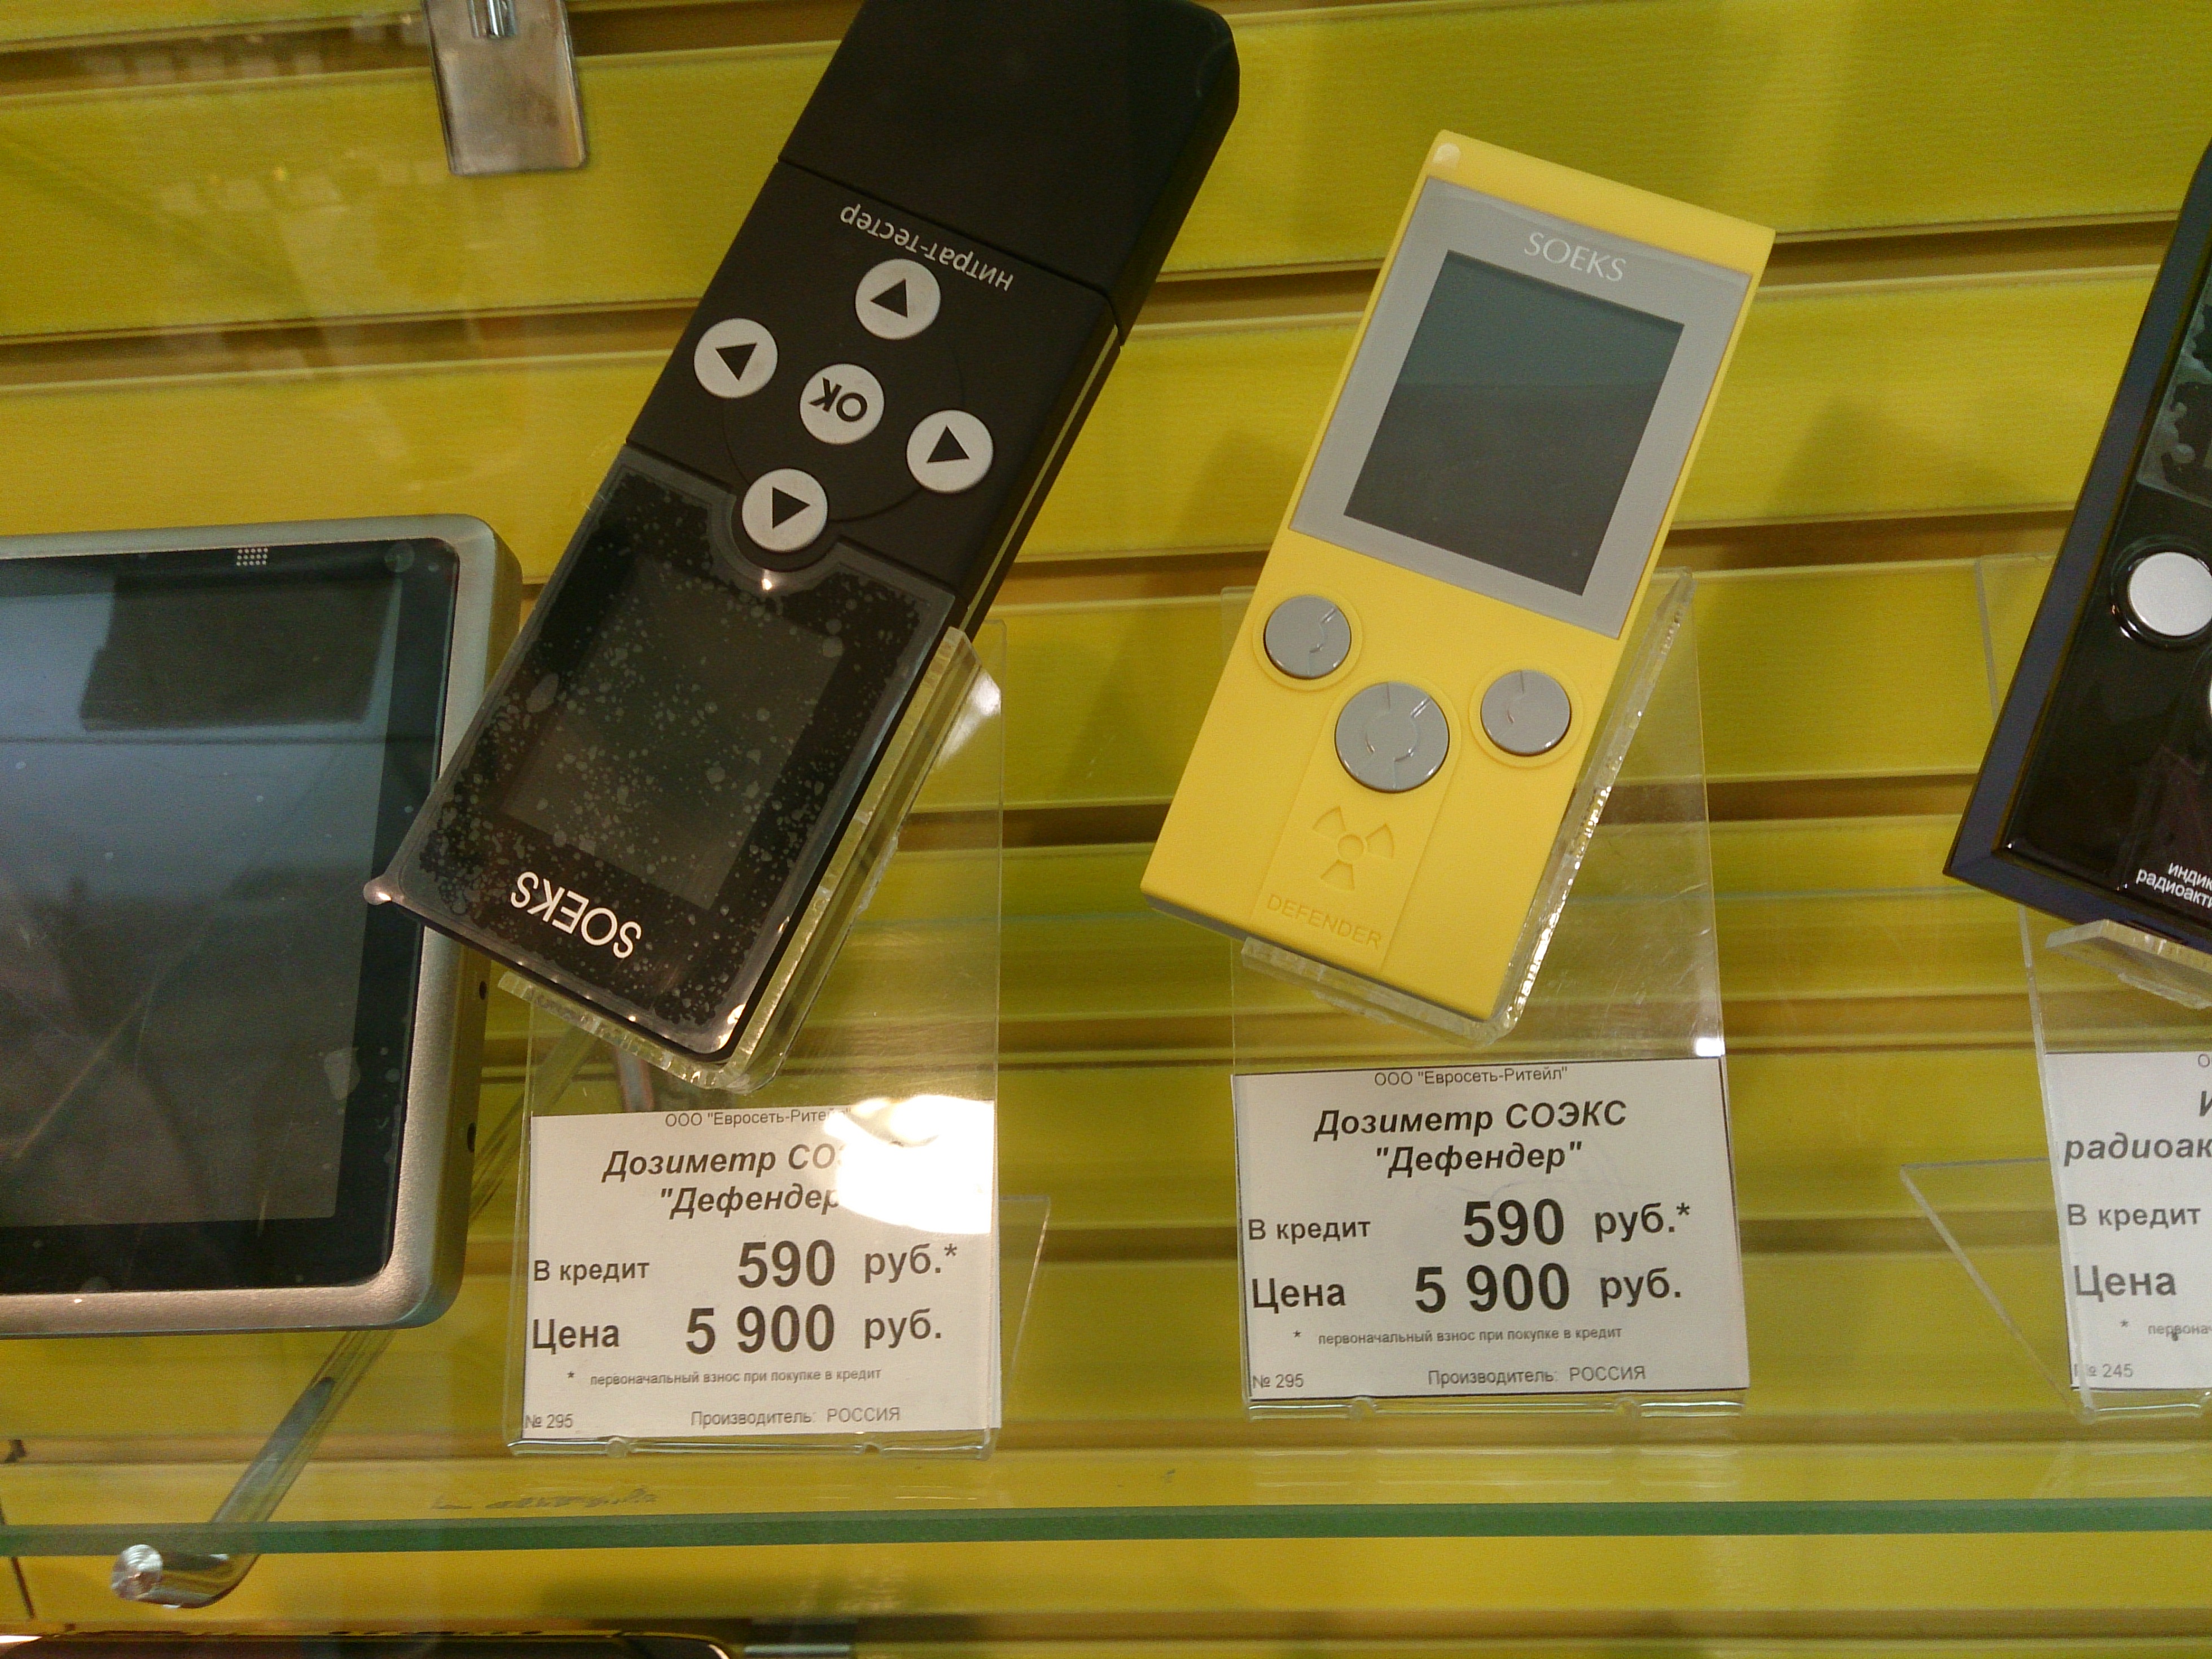 нитрат-тестер
OK
SOEKS
SOEKS
DEFENDER
радиоакти
ООО "Евросеть-Ритейл"
Дозиметр
"Дефендер
В кредит 590 руб.*
Цена 5 900 руб.
* первоначальный взнос при покупке в кредит
№ 295 Производитель: РОССИЯ
ООО "Евросеть-Ритейл"
Дозиметр СОЭКС
"Дефендер"
В кредит 590 руб.*
Цена 5 900 руб.
* первоначальный взнос при покупке в кредит
№ 295 Производитель: РОССИЯ
радиоак
В кредит
Цена
№ 245